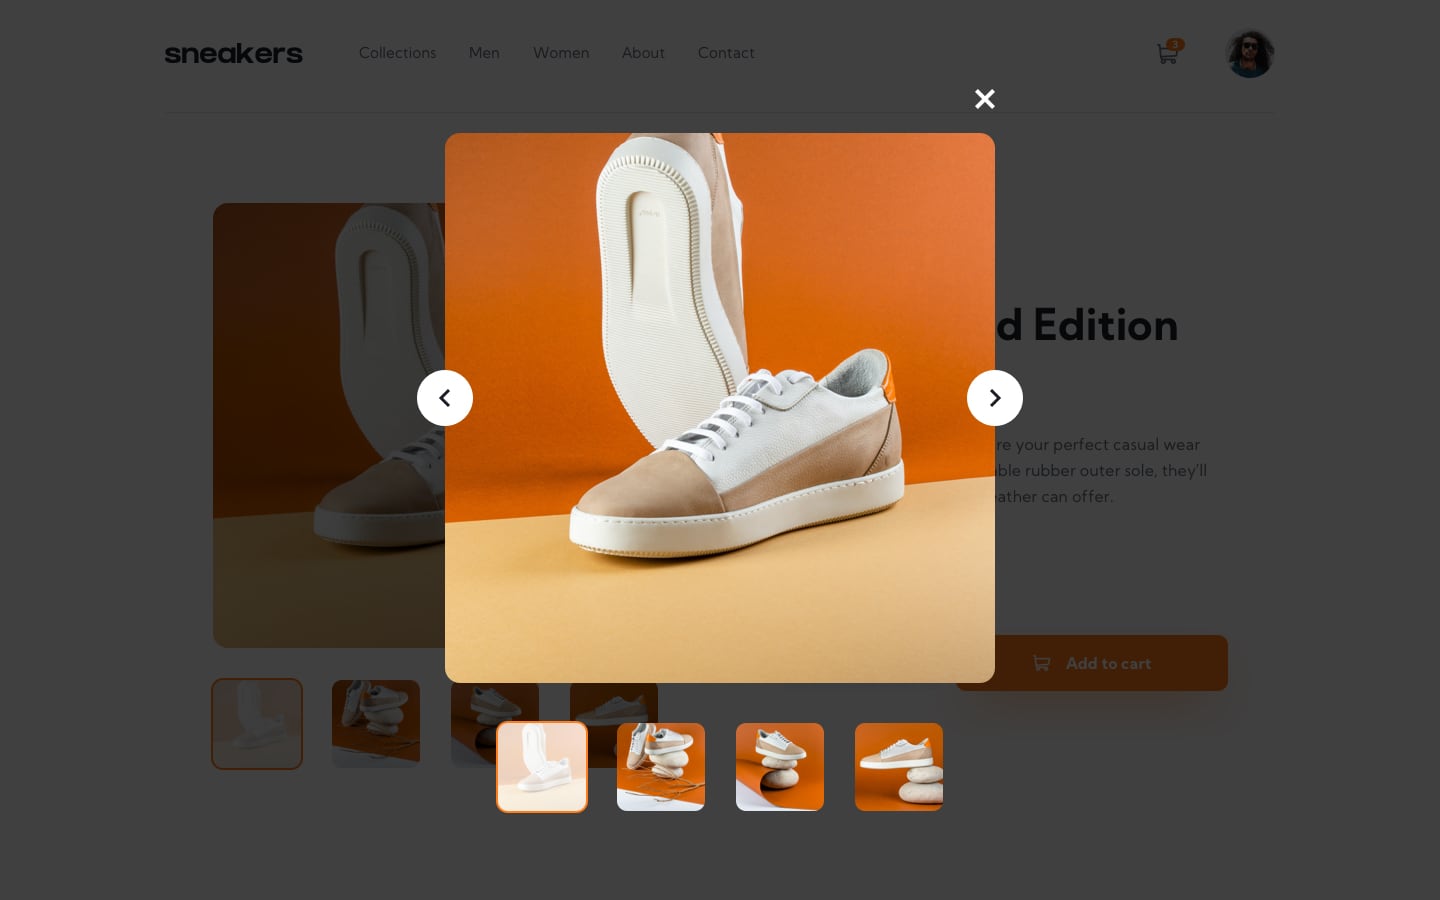 sneakers
Collections
Men
Women
About
Contact
3
d Edition
re your perfect casual wear
ble rubber outer sole, they'll
eather can offer.
Add to cart